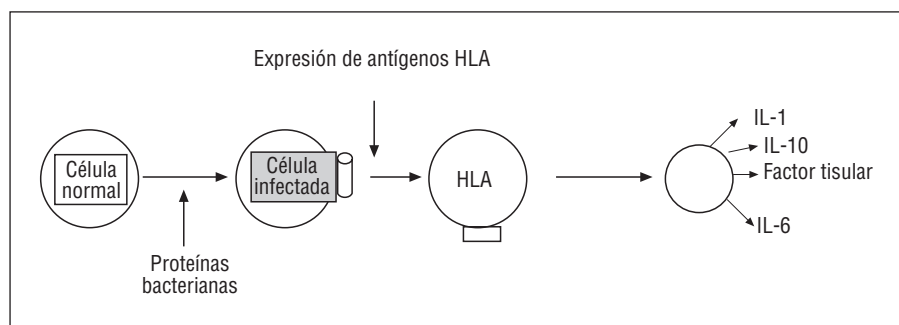 Expresión de antígenos HLA
Célula
normal
Célula
infectada
HLA
IL-1
IL-10
Factor tisular
IL-6
Proteínas
bacterianas